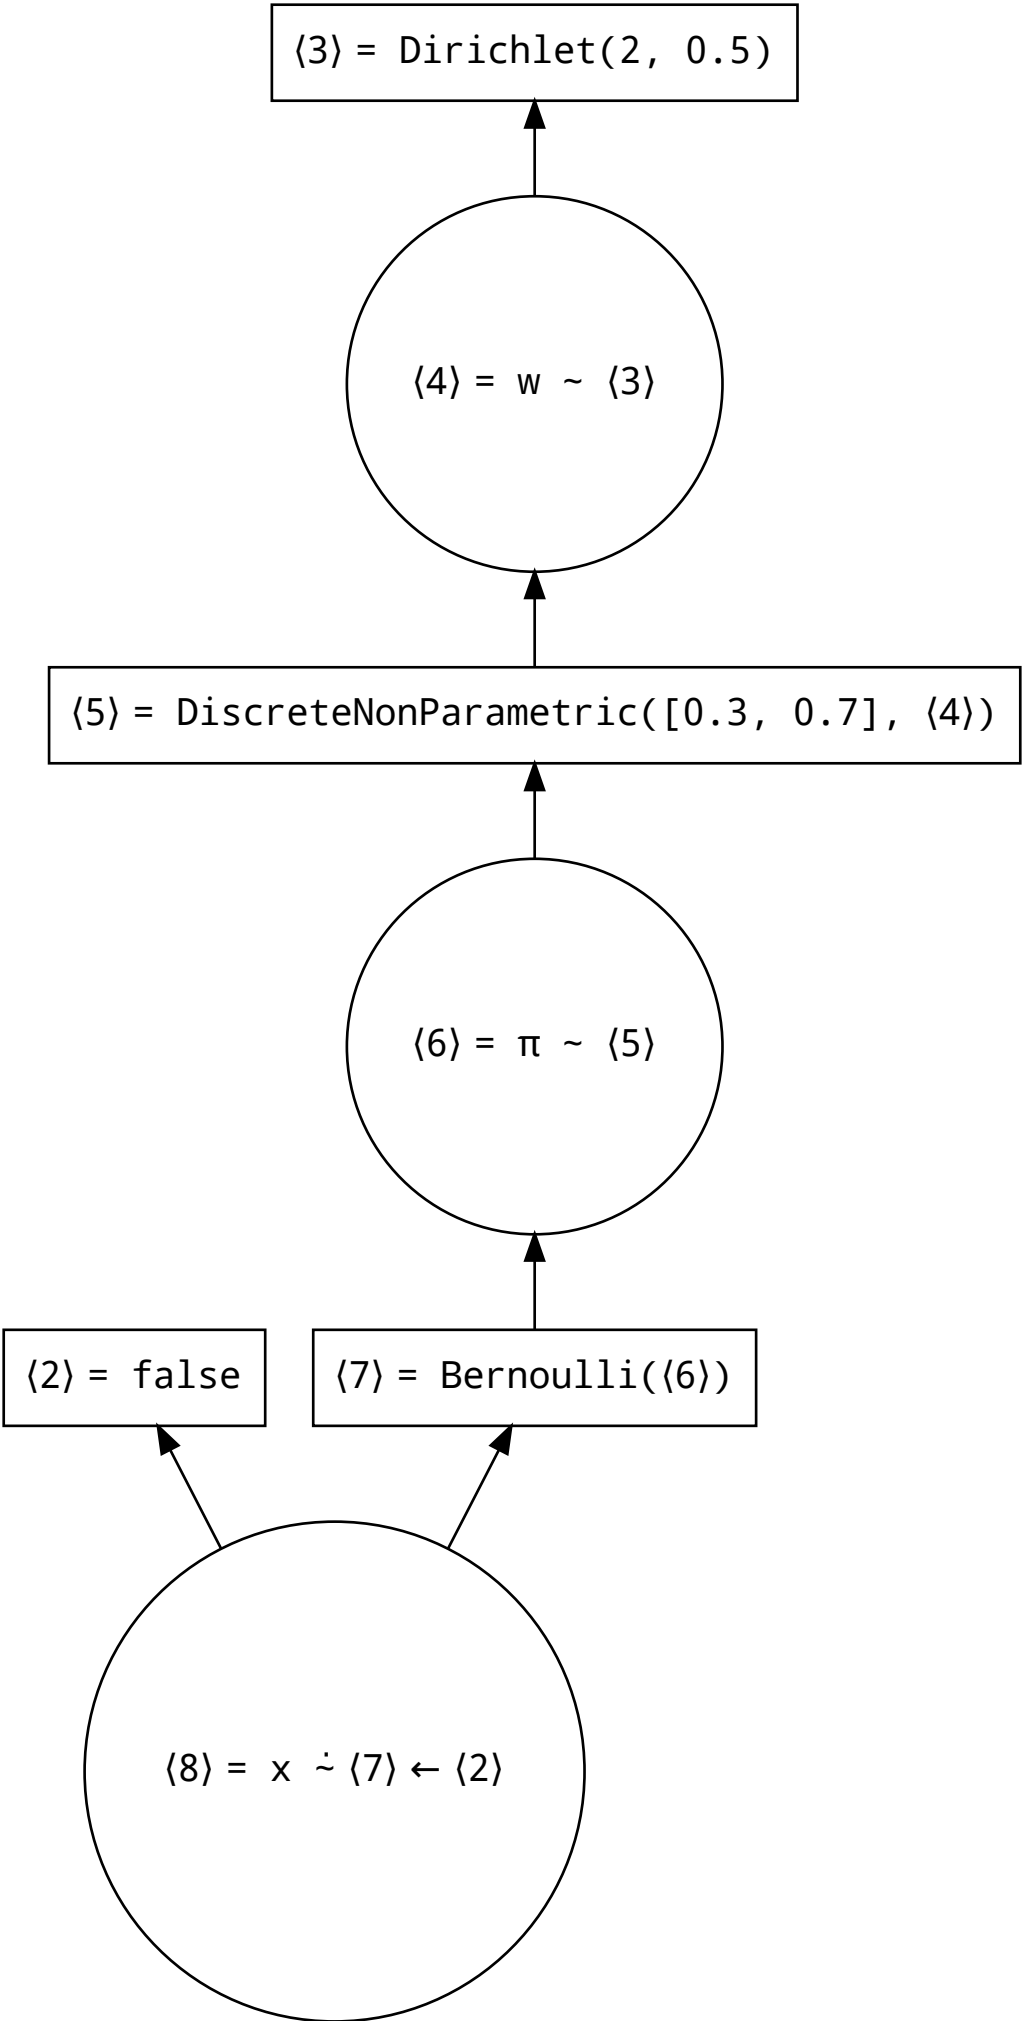 ⟨3⟩ = Dirichlet(2, 0.5)
⟨4⟩ = w ~ ⟨3⟩
⟨5⟩ = DiscreteNonParametric([0.3, 0.7], ⟨4⟩)
⟨6⟩ = π ~ ⟨5⟩
⟨2⟩ = false
⟨7⟩ = Bernoulli(⟨6⟩)
⟨8⟩ = x ~̇ ⟨7⟩ ← ⟨2⟩